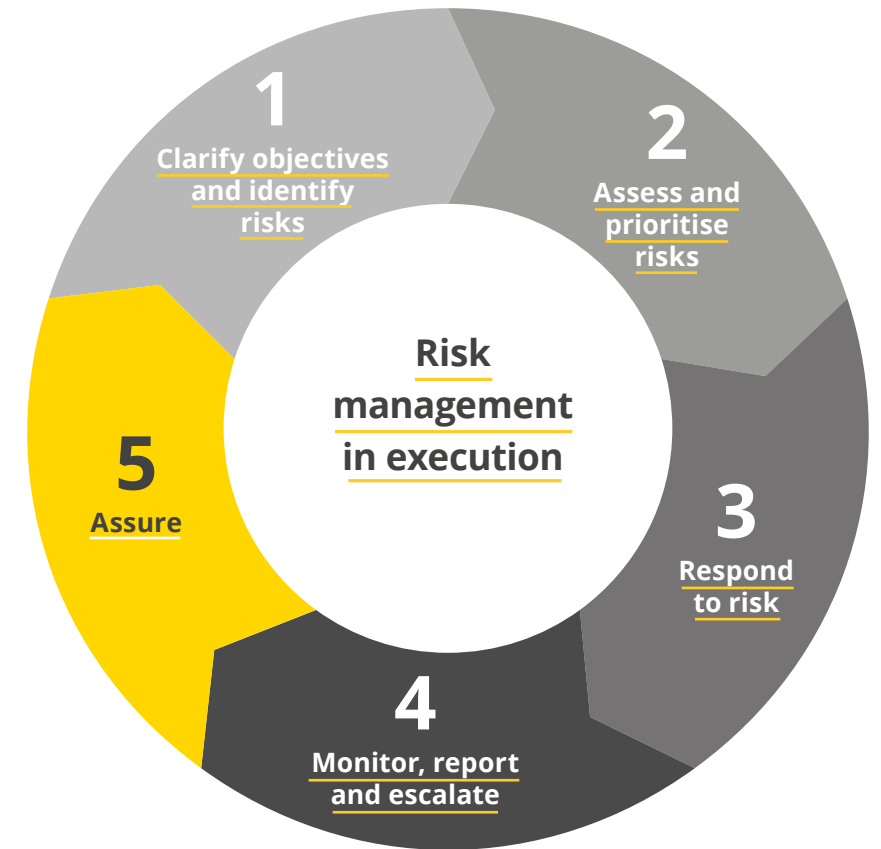 1
Clarify objectives
and identify
risks
2
Assess and
prioritise
risks
3
Respond
to risk
4
Monitor, report
and escalate
5
Assure
Risk
management
in execution